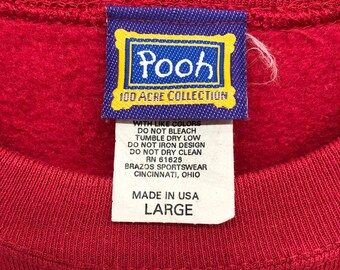 Pooh
100 ACRE COLLECTION
WITH LIKE COLORS
DO NOT BLEACH
TUMBLE DRY LOW
DO NOT IRON DESIGN
DO NOT DRY CLEAN
RN 61625
BRAZOS SPORTSWEAR
CINCINNATI, OHIO
MADE IN USA
LARGE